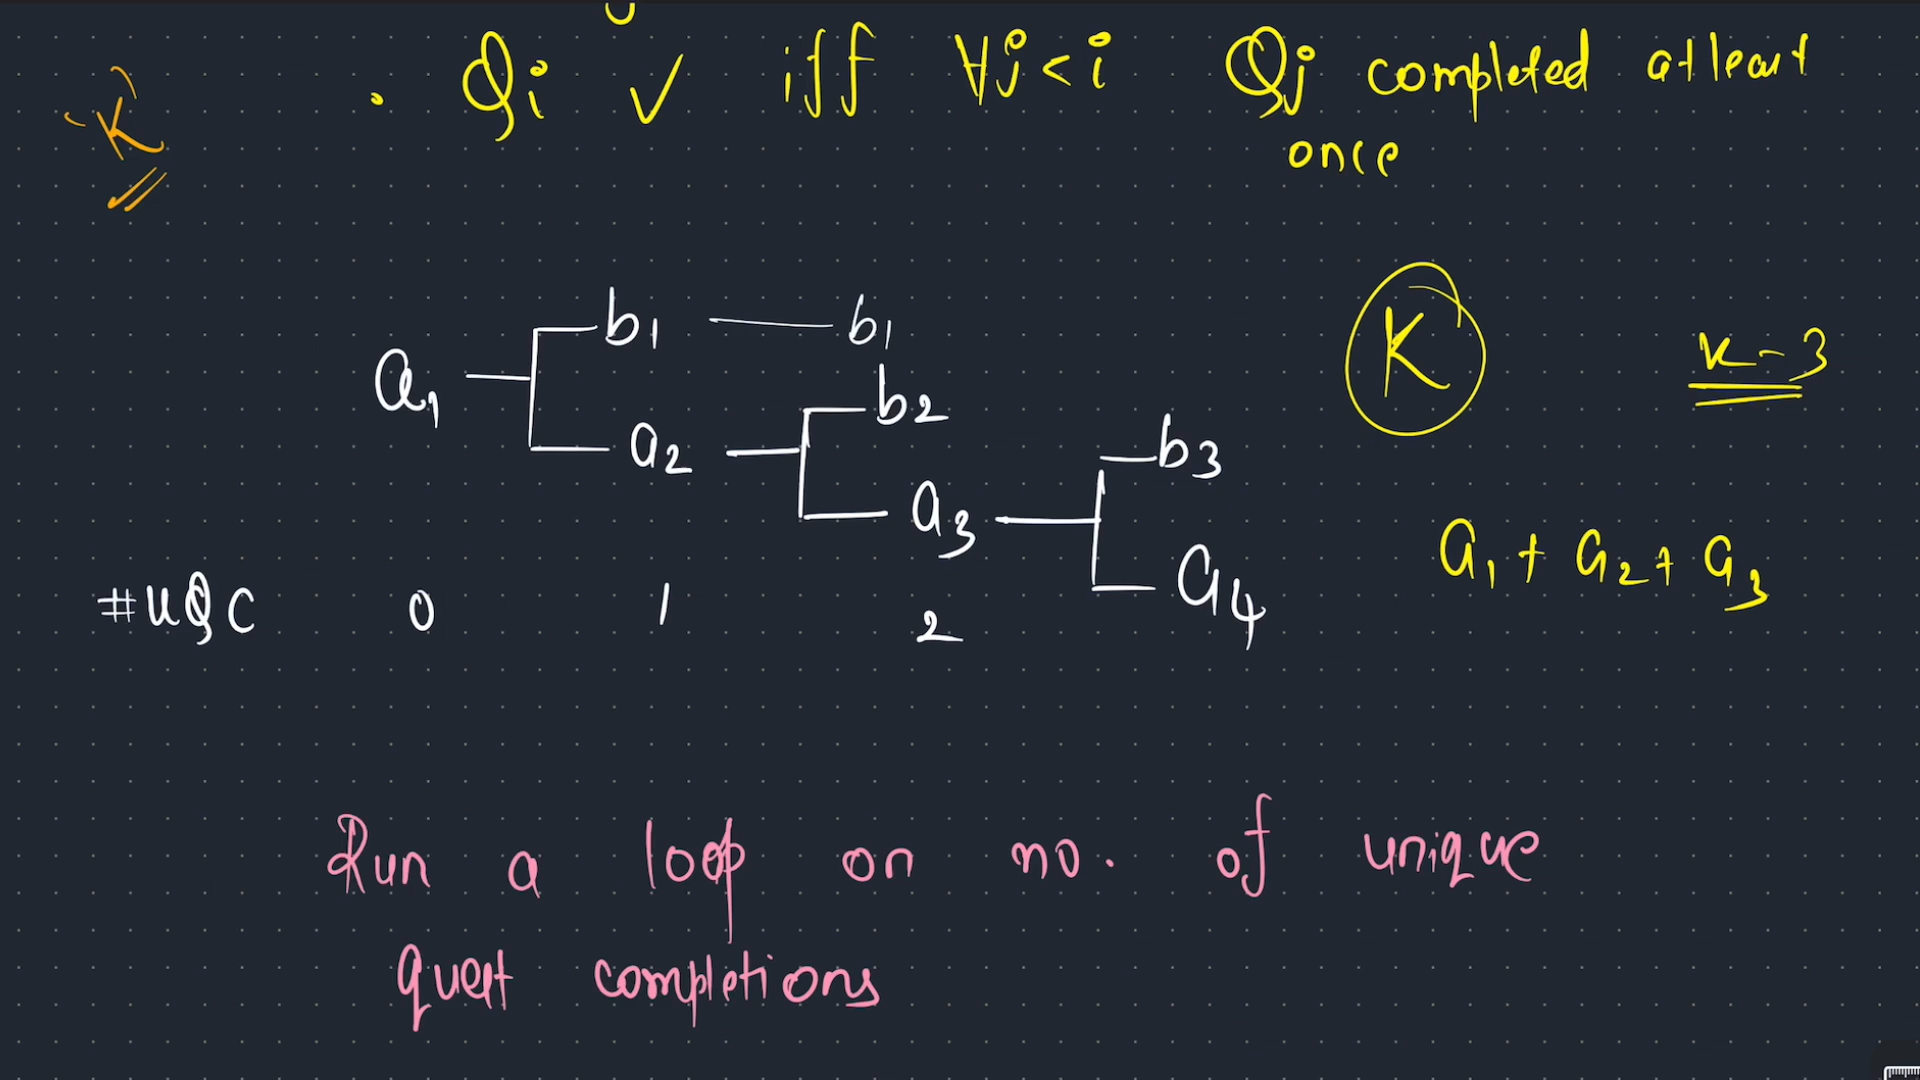 • Qi ✓ iff ∀j<i Qj completed atleast
once
K
b1 b1
K
k-3
a1
b2
a2
b3
a3
a4
a1 + a2 + a3
#UQC 0 1 2
Run a loop on no. of unique
quest completions